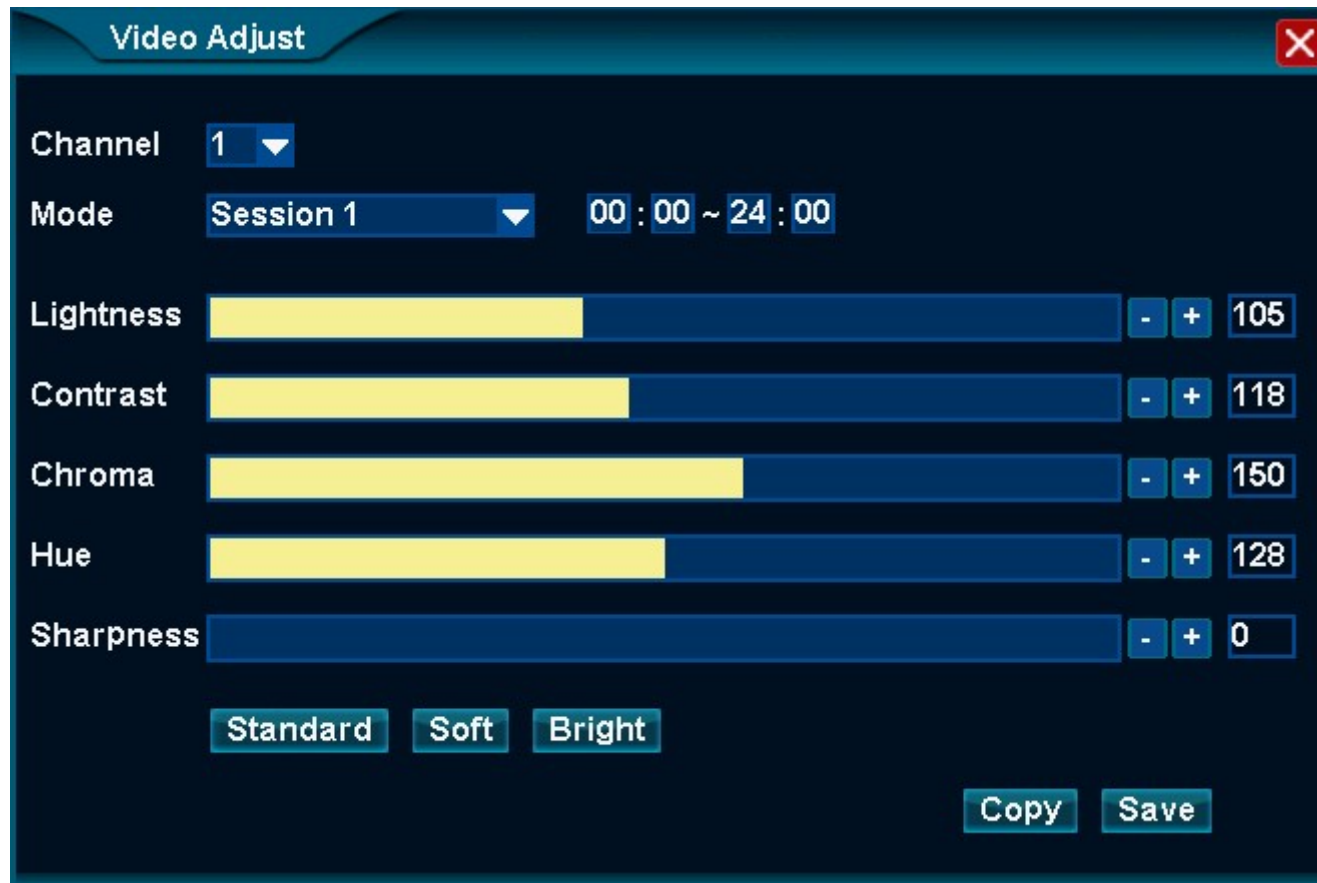 Video Adjust
Channel 1
Mode Session 1 00 : 00 ~ 24 : 00
Lightness - + 105
Contrast - + 118
Chroma - + 150
Hue - + 128
Sharpness - + 0
Standard Soft Bright
Copy Save